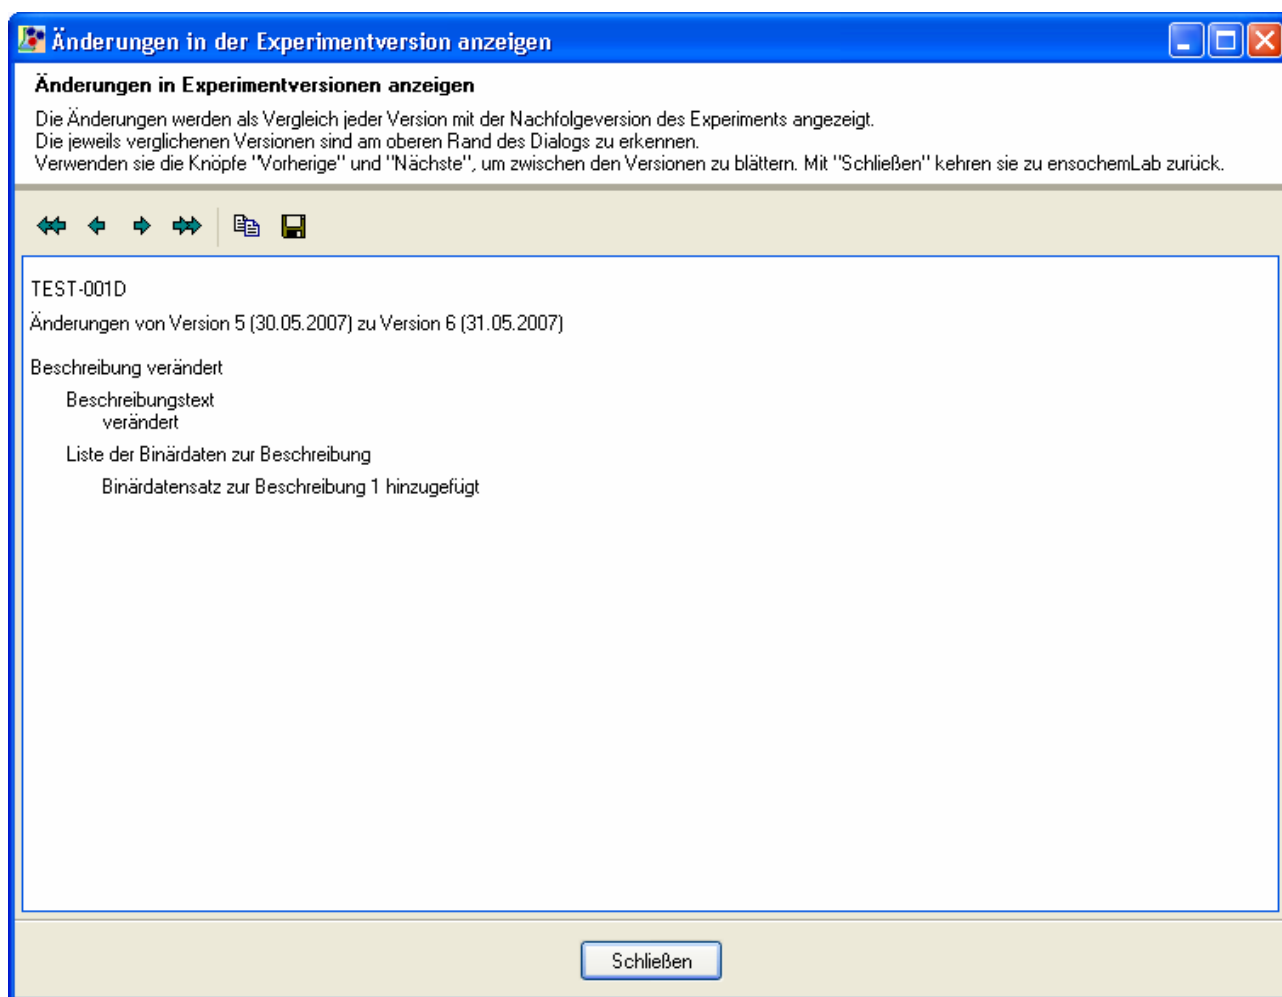 Änderungen in der Experimentversion anzeigen
Änderungen in Experimentversionen anzeigen
Die Änderungen werden als Vergleich jeder Version mit der Nachfolgeversion des Experiments angezeigt.
Die jeweils verglichenen Versionen sind am oberen Rand des Dialogs zu erkennen.
Verwenden sie die Knöpfe "Vorherige" und "Nächste", um zwischen den Versionen zu blättern. Mit "Schließen" kehren sie zu ensochemLab zurück.
TEST-001D
Änderungen von Version 5 (30.05.2007) zu Version 6 (31.05.2007)
Beschreibung verändert
Beschreibungstext
verändert
Liste der Binärdaten zur Beschreibung
Binärdatensatz zur Beschreibung 1 hinzugefügt
Schließen